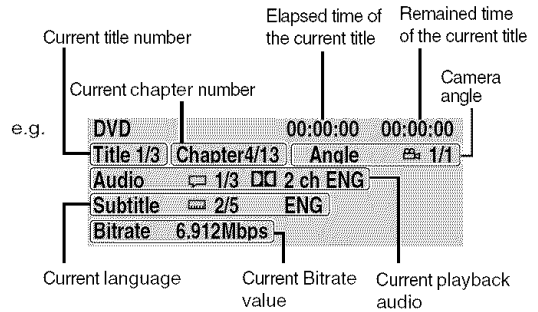 Elapsed time of
the current title
Remained time
of the current title
Current title number
Camera
angle
Current chapter number
e.g.
DVD 00:00:00 00:00:00
Title 1/3 Chapter4/13 Angle 1/1
Audio 1/3 2 ch ENG
Subtitle 2/5 ENG
Bitrate 6.912Mbps
Current language
Current Bitrate
value
Current playback
audio